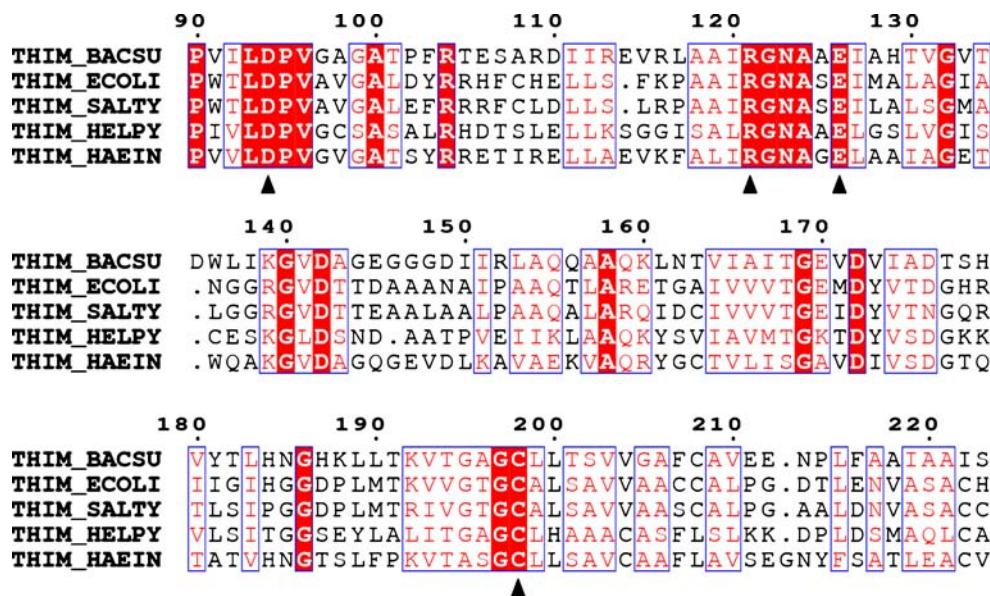 90 100 110 120 130
THIM_BACSU PVILDPVGAGATPFRTESARDIIREVRLAAIRGNAAEIAHTVGVT
THIM_ECOLI PWTLDPVAVGALDYRRHFCHELLS.FKPAAIRGNASEIMALAGIA
THIM_SALTY PWTLDPVAVGALEFRRRFCLDLLS.LRPAAIRGNASEILALSGMA
THIM_HELPY PIVLDPVGCSASALRHDTSLELLKSGGISALRGNAAELGSLVGIS
THIM_HAEIN PVVLDPVGVGATSYRRETIRELLAEVKFALIRGNAGELAAIAGET
▲ ▲ ▲
140 150 160 170
THIM_BACSU DWLIKGVDAGEGGGDIIRLAQQAAQKLNTVIAITGEVDVIADTSH
THIM_ECOLI .NGGRGVDTTDAAANAIPAAQTLARETGAIVVVTGEMDYVTDGHR
THIM_SALTY .LGGRGVDTTEAALAALPAAQALARQIDCIVVVTGEIDYVTNGQR
THIM_HELPY .CESKGLDSND.AATPVEIIKLAAQKYSVIAVMTGKTDYVSDGKK
THIM_HAEIN .WQAKGVDAGQGEVDLKAVAEKVAQRYGCTVLISGAVDIVSDGTQ
180 190 200 210 220
THIM_BACSU VYTLHNGHKLLTKVTGAGCLLTSVVGAFCAVEE.NPLFAAIAAIS
THIM_ECOLI IIGIHGGDPLMTKVVGTGCALSAVVAACCALPG.DTLENVASACH
THIM_SALTY TLSIPGGDPLMTRIVGTGCALSAVVAASCALPG.AALDNVASACC
THIM_HELPY VLSITGGSEYLALITGAGCLHAAACASFLSLKK.DPLDSMAQLCA
THIM_HAEIN TATVHNGTSLFPKVTASGCLLSAVCAAFLAVSEGNYFSATLEACV
▲